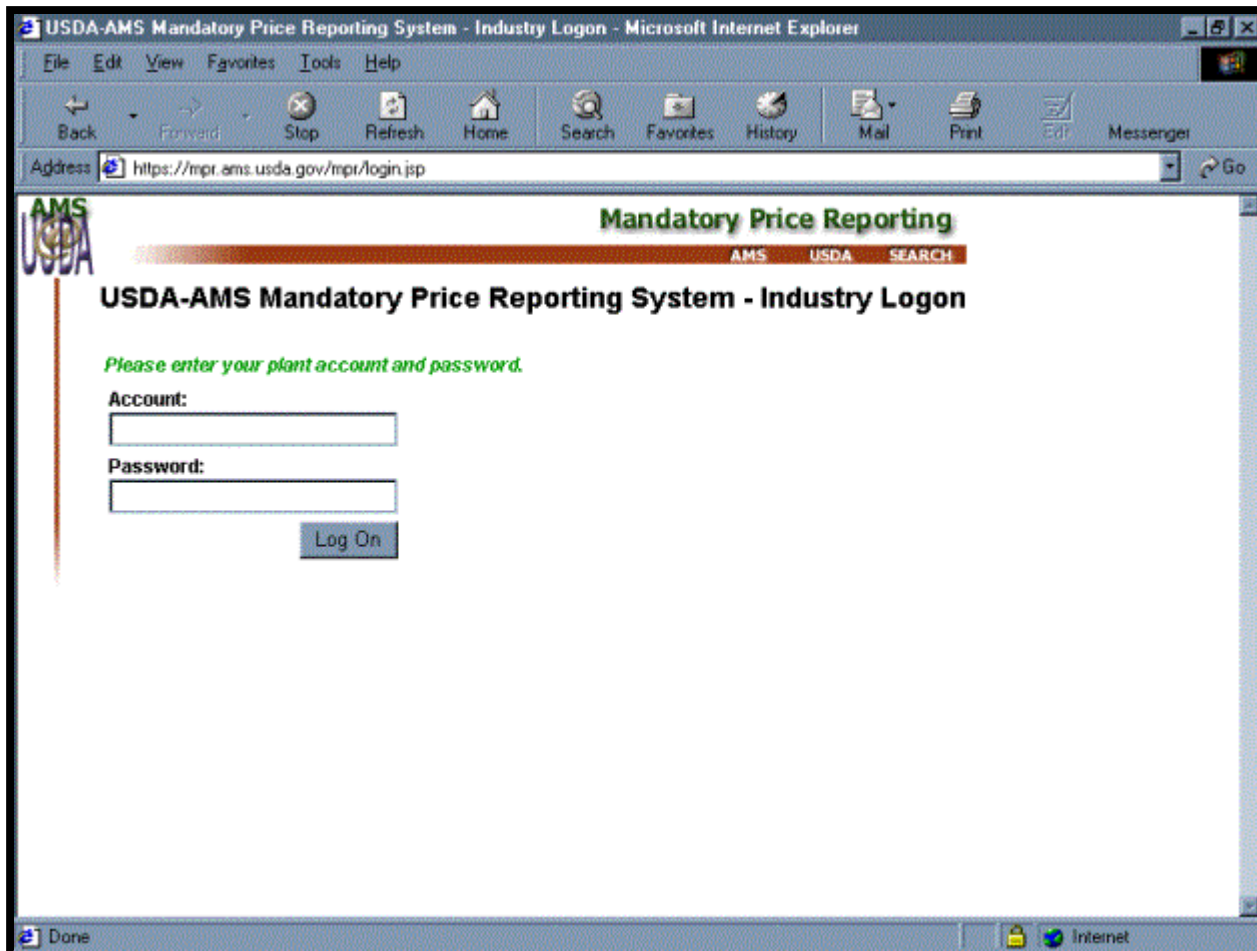 USDA-AMS Mandatory Price Reporting System - Industry Logon - Microsoft Internet Explorer
File Edit View Favorites Tools Help
Back Forward Stop Refresh Home Search Favorites History Mail Print Edit Messenger
Address https://mpr.ams.usda.gov/mpr/login.jsp Go
AMS
USDA
Mandatory Price Reporting
AMS USDA SEARCH
USDA-AMS Mandatory Price Reporting System - Industry Logon
Please enter your plant account and password.
Account:
Password:
Log On
Done Internet